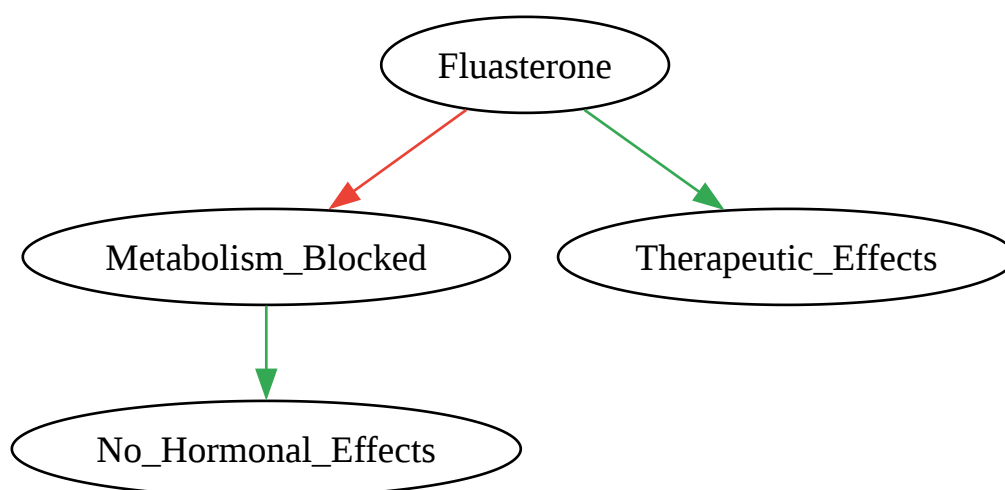 Fluasterone
Metabolism_Blocked
Therapeutic_Effects
No_Hormonal_Effects